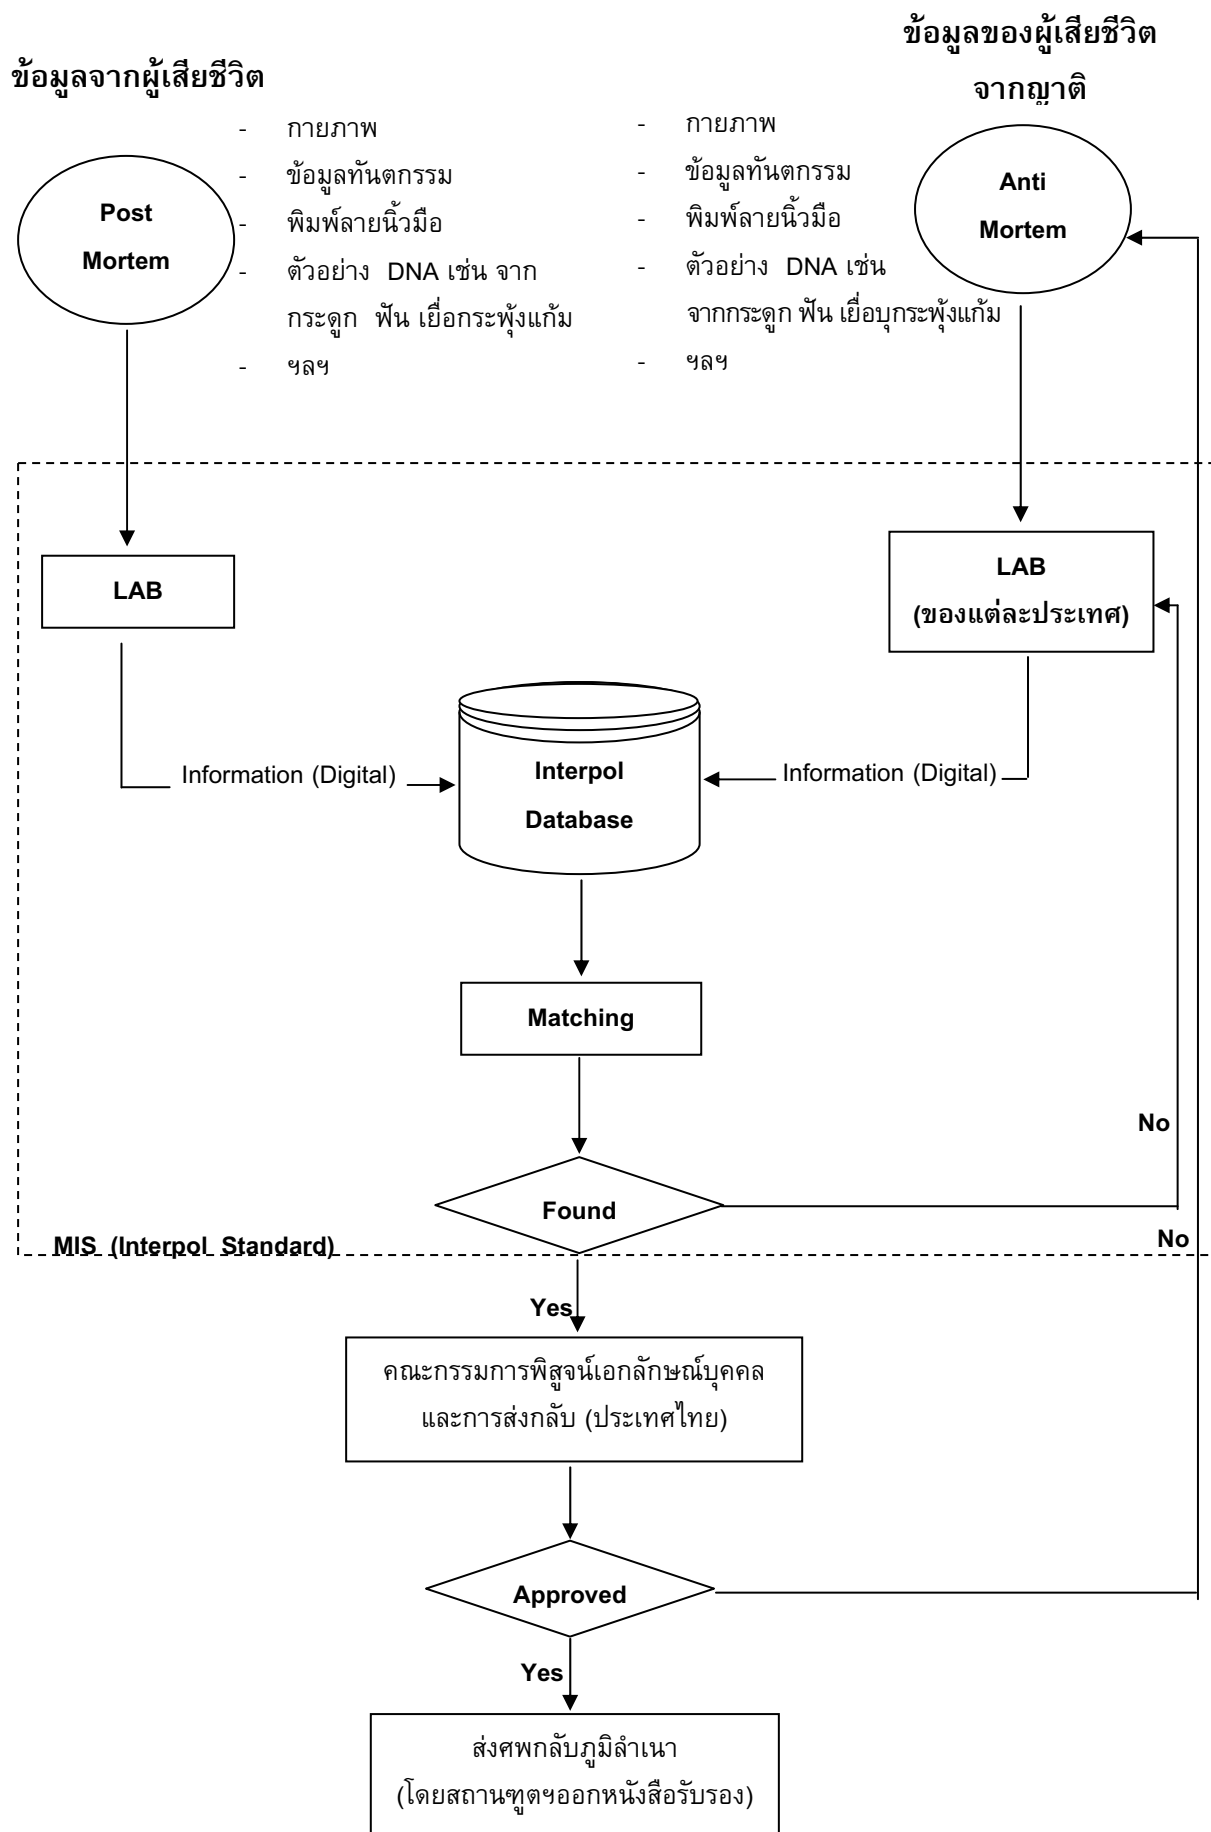 ข้อมูลจากผู้เสียชีวิต
- กายภาพ
- ข้อมูลทันตกรรม
- พิมพ์ลายนิ้วมือ
- ตัวอย่าง DNA เช่น จาก
กระดูก ฟัน เยื่อกระพุ้งแก้ม
- ฯลฯ
Post
Mortem
ข้อมูลของผู้เสียชีวิต
จากญาติ
- กายภาพ
- ข้อมูลทันตกรรม
- พิมพ์ลายนิ้วมือ
- ตัวอย่าง DNA เช่น
จากกระดูก ฟัน เยื่อบุกระพุ้งแก้ม
- ฯลฯ
Anti
Mortem
LAB
LAB
(ของแต่ละประเทศ)
Information (Digital)
Interpol
Database
Information (Digital)
Matching
No
Found
MIS (Interpol Standard)
No
Yes
คณะกรรมการพิสูจน์เอกลักษณ์บุคคล
และการส่งกลับ (ประเทศไทย)
Approved
Yes
ส่งศพกลับภูมิลำเนา
(โดยสถานฑูตฯออกหนังสือรับรอง)